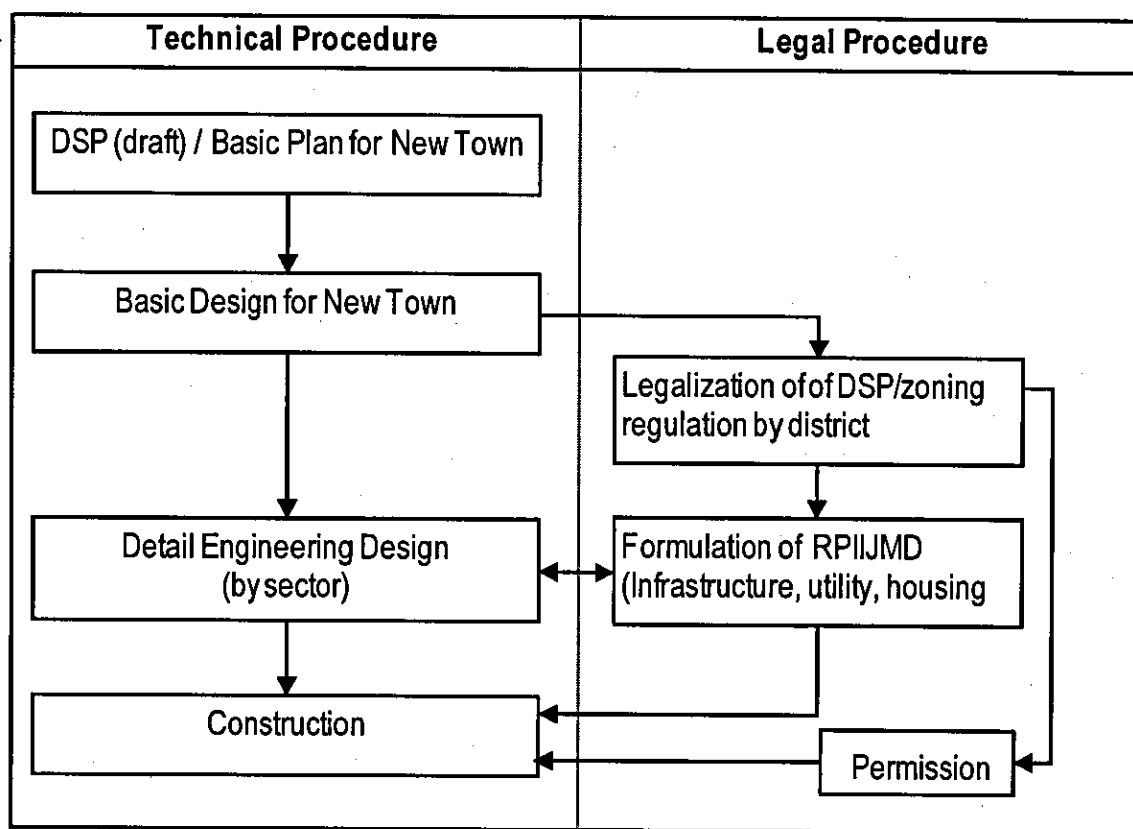 Technical Procedure
Legal Procedure
DSP (draft) / Basic Plan for New Town
Basic Design for New Town
Legalization of of DSP/zoning
regulation by district
Detail Engineering Design
(by sector)
Formulation of RPIIJMD
(Infrastructure, utility, housing
Construction
Permission